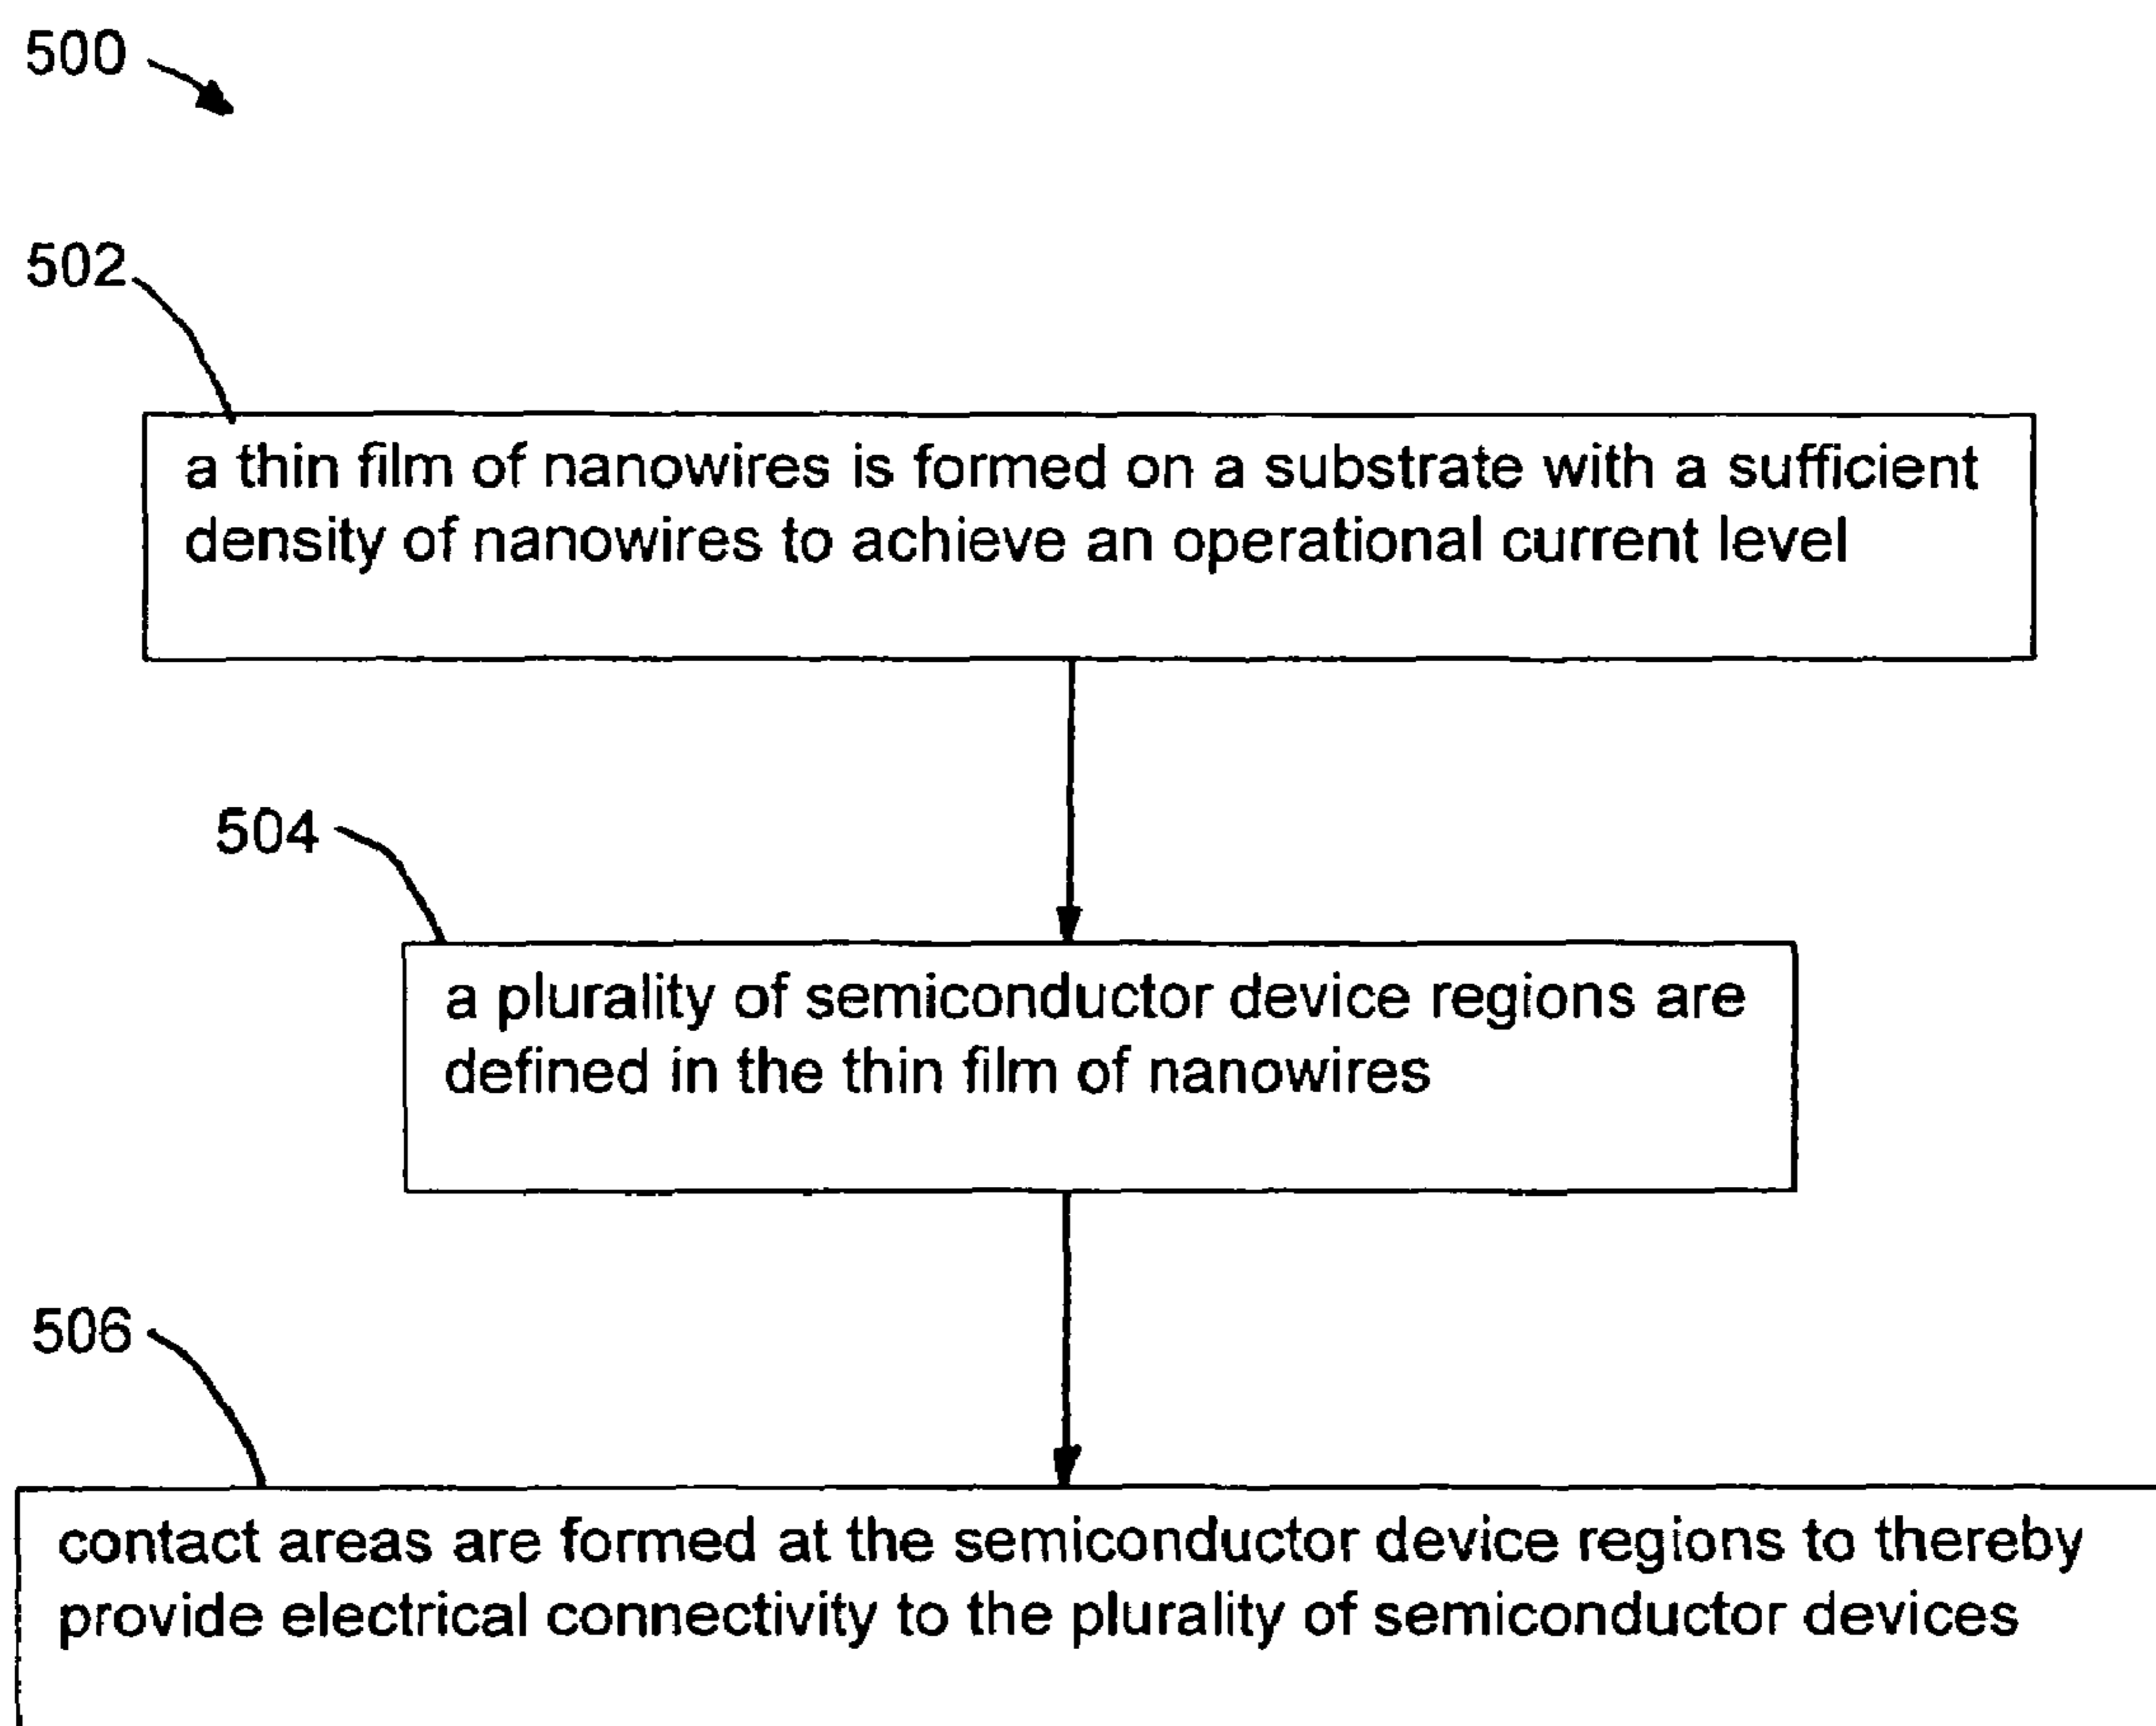 500
502
a thin film of nanowires is formed on a substrate with a sufficient
density of nanowires to achieve an operational current level
504
a plurality of semiconductor device regions are
defined in the thin film of nanowires
506
contact areas are formed at the semiconductor device regions to thereby
provide electrical connectivity to the plurality of semiconductor devices